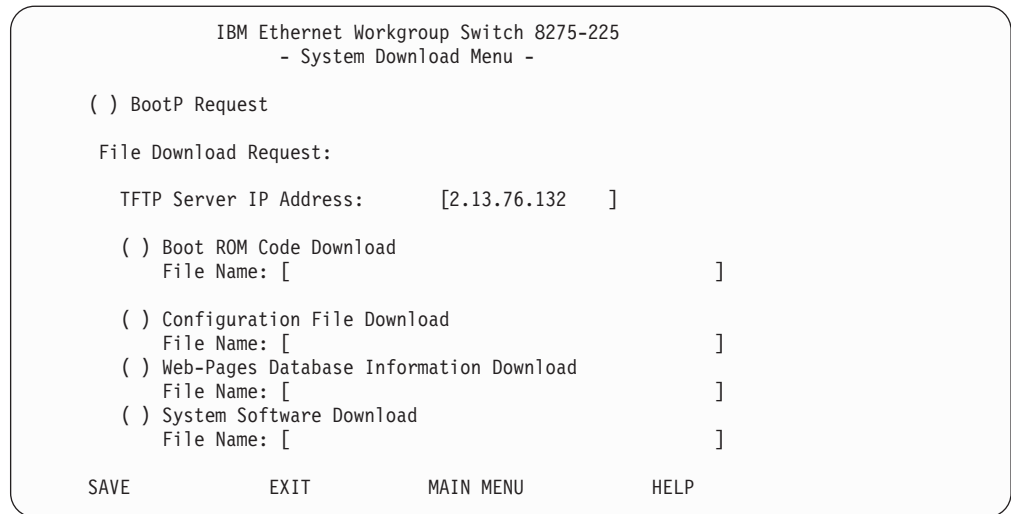 IBM Ethernet Workgroup Switch 8275-225
- System Download Menu -
( ) BootP Request
File Download Request:
TFTP Server IP Address: [2.13.76.132 ]
( ) Boot ROM Code Download
File Name: [ ]
( ) Configuration File Download
File Name: [ ]
( ) Web-Pages Database Information Download
File Name: [ ]
( ) System Software Download
File Name: [ ]
SAVE EXIT MAIN MENU HELP